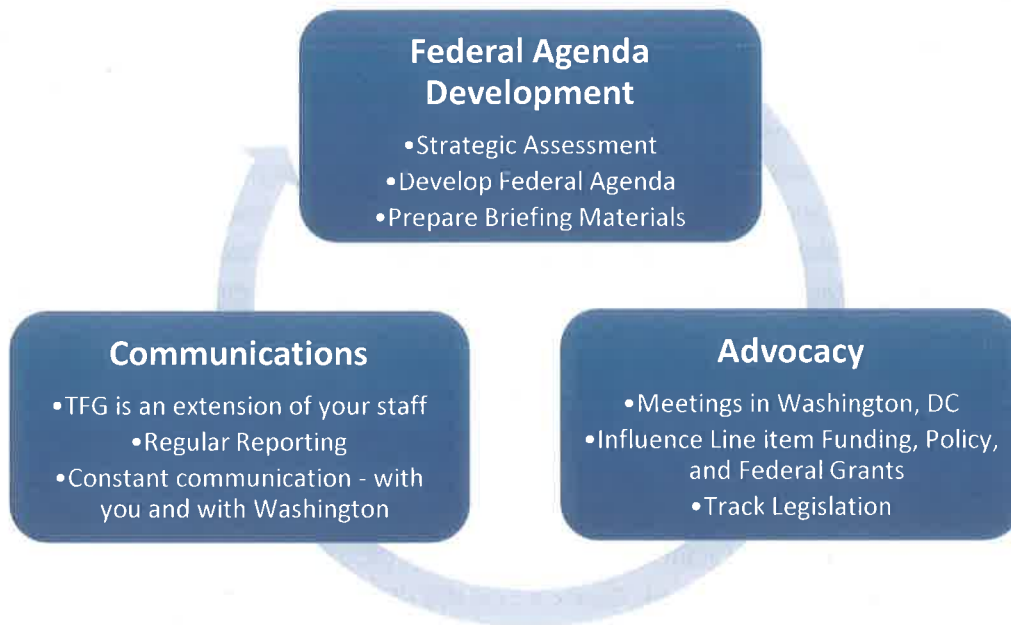 Federal Agenda
Development
•Strategic Assessment
•Develop Federal Agenda
•Prepare Briefing Materials
Communications
•TFG is an extension of your staff
•Regular Reporting
•Constant communication - with
you and with Washington
Advocacy
•Meetings in Washington, DC
•Influence Line item Funding, Policy,
and Federal Grants
•Track Legislation